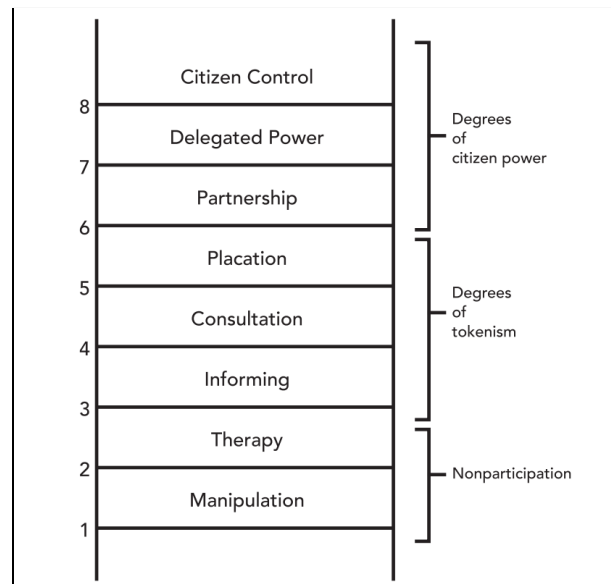 Citizen Control
8
Delegated Power
7
Partnership
6
Placation
5
Consultation
4
Informing
3
Therapy
2
Manipulation
1
Degrees
of
citizen power
Degrees
of
tokenism
Nonparticipation